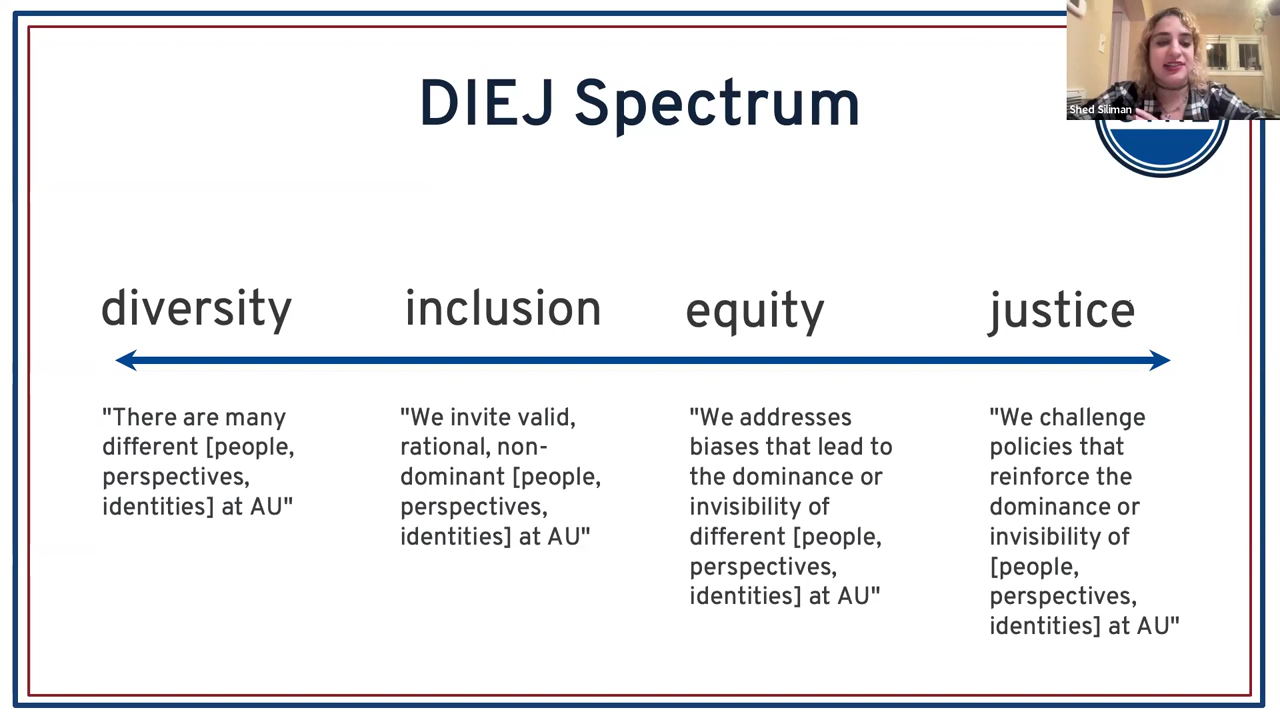 DIEJ Spectrum
Shed Siliman
diversity
inclusion
equity
justice
"There are many
different [people,
perspectives,
identities] at AU"
"We invite valid,
rational, non-
dominant [people,
perspectives,
identities] at AU"
"We addresses
biases that lead to
the dominance or
invisibility of
different [people,
perspectives,
identities] at AU"
"We challenge
policies that
reinforce the
dominance or
invisibility of
[people,
perspectives,
identities] at AU"